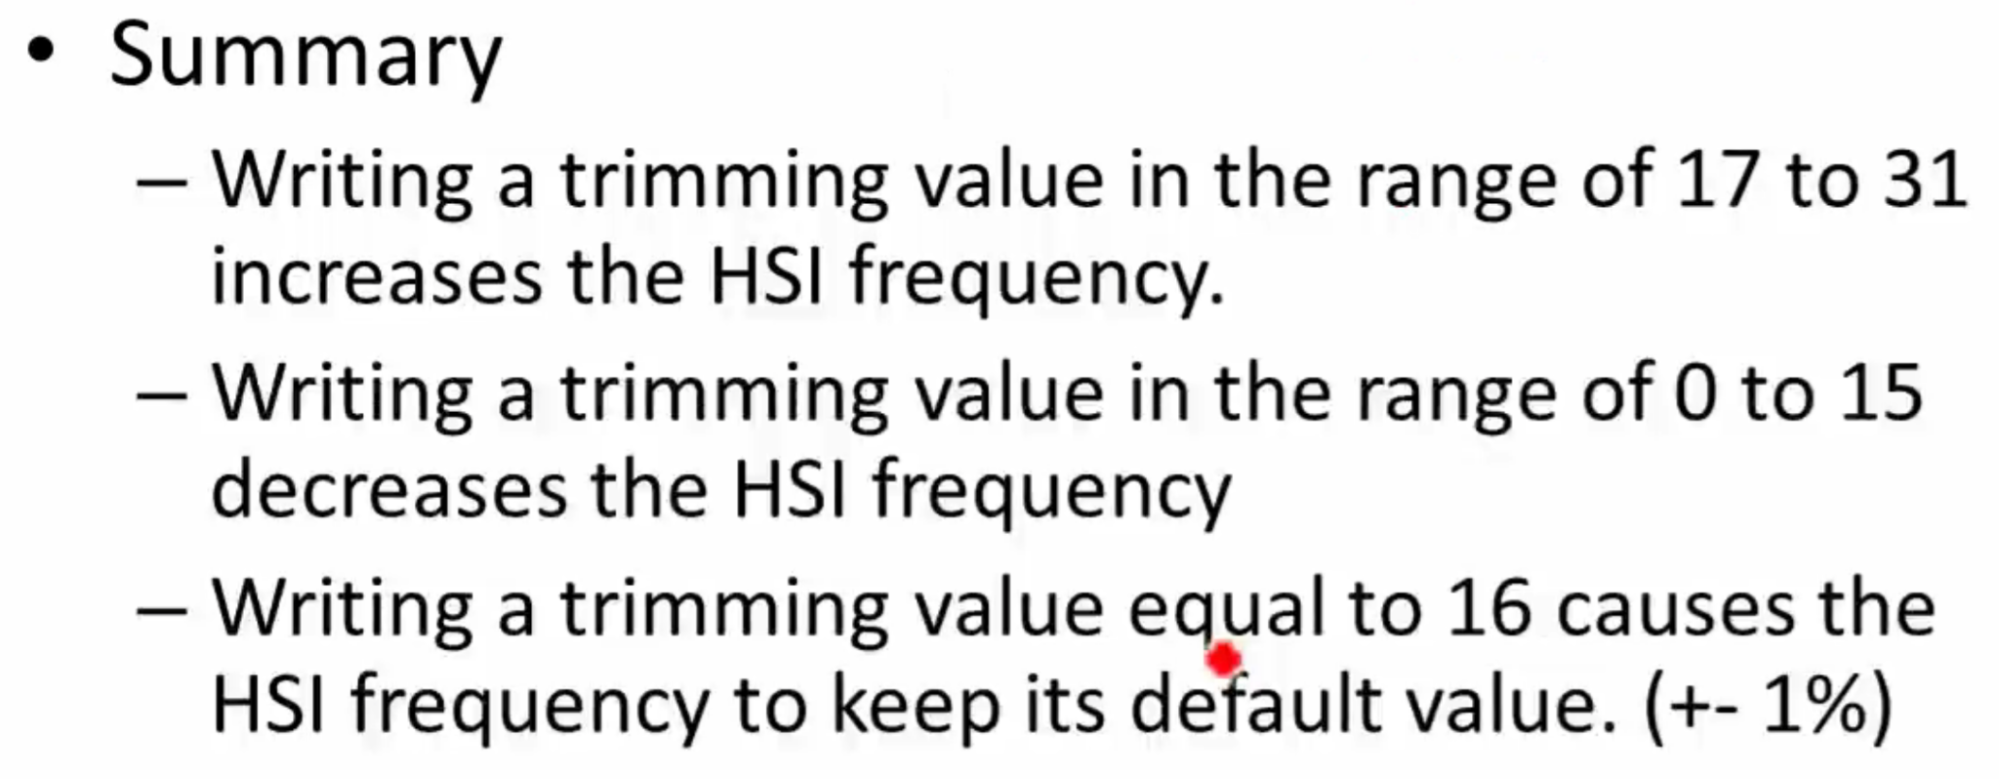 • Summary
– Writing a trimming value in the range of 17 to 31
increases the HSI frequency.
– Writing a trimming value in the range of 0 to 15
decreases the HSI frequency
– Writing a trimming value equal to 16 causes the
HSI frequency to keep its default value. (+- 1%)